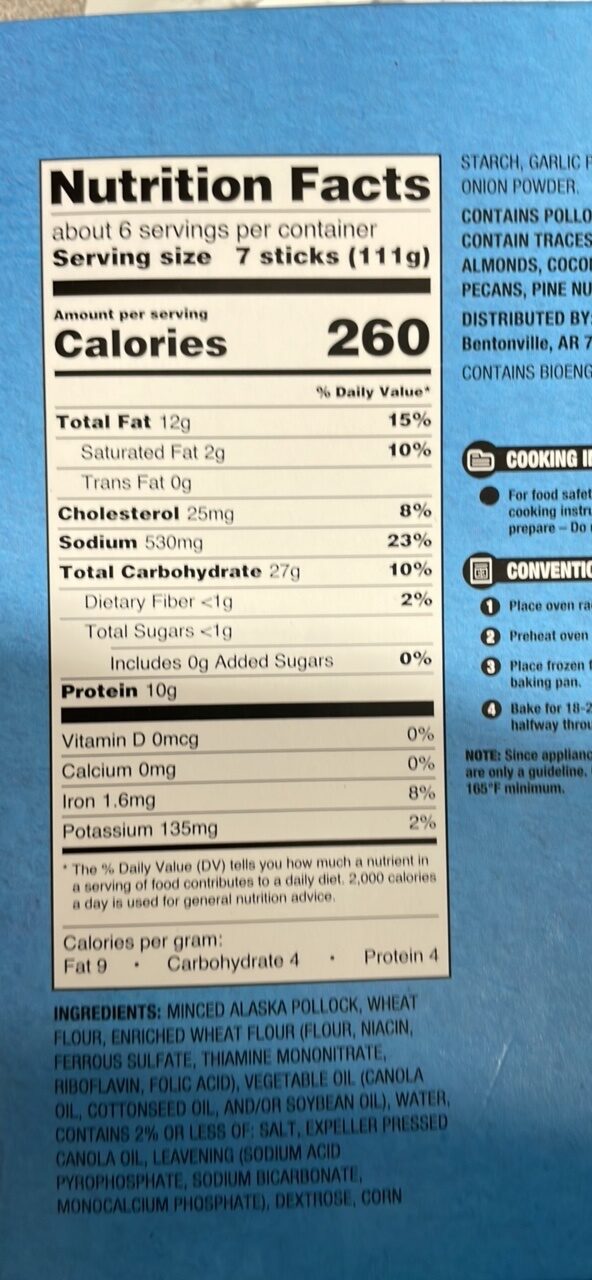 Nutrition Facts
about 6 servings per container
Serving size 7 sticks (111g)
Amount per serving
Calories 260
% Daily Value*
Total Fat 12g 15%
Saturated Fat 2g 10%
Trans Fat 0g
Cholesterol 25mg 8%
Sodium 530mg 23%
Total Carbohydrate 27g 10%
Dietary Fiber <1g 2%
Total Sugars <1g
Includes 0g Added Sugars 0%
Protein 10g
Vitamin D 0mcg 0%
Calcium 0mg 0%
Iron 1.6mg 8%
Potassium 135mg 2%
* The % Daily Value (DV) tells you how much a nutrient in
a serving of food contributes to a daily diet. 2,000 calories
a day is used for general nutrition advice.
Calories per gram:
Fat 9 • Carbohydrate 4 • Protein 4
INGREDIENTS: MINCED ALASKA POLLOCK, WHEAT
FLOUR, ENRICHED WHEAT FLOUR (FLOUR, NIACIN,
FERROUS SULFATE, THIAMINE MONONITRATE,
RIBOFLAVIN, FOLIC ACID), VEGETABLE OIL (CANOLA
OIL, COTTONSEED OIL, AND/OR SOYBEAN OIL), WATER,
CONTAINS 2% OR LESS OF: SALT, EXPELLER PRESSED
CANOLA OIL, LEAVENING (SODIUM ACID
PYROPHOSPHATE, SODIUM BICARBONATE,
MONOCALCIUM PHOSPHATE), DEXTROSE, CORN
STARCH, GARLIC
ONION POWDER.
CONTAINS POLLO
CONTAIN TRACES
ALMONDS, COCO
PECANS, PINE NU
DISTRIBUTED BY:
Bentonville, AR 7
CONTAINS BIOENG
COOKING I
For food safet
cooking instru
prepare – Do
CONVENTIO
1 Place oven ra
2 Preheat oven
3 Place frozen f
baking pan.
4 Bake for 18-2
halfway throu
NOTE: Since applianc
are only a guideline.
165°F minimum.